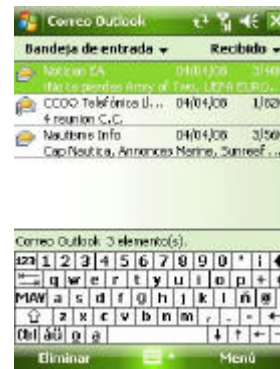 Correo Outlook
Bandeja de entrada Recibido
Noticias EA 04/04/08
¡No te pierdas Army of Two, UEFA EURO...
CCOO Telefónica U... 04/04/08
4 reunion C.C.
Nautisme Info 04/04/08
Cap Nautica, Annonces Marine, Sunreef ...
Correo Outlook 3 elemento(s).
123 1 2 3 4 5 6 7 8 9 0 ' ¡
q w e r t y u i o p +
MAY a s d f g h j k l ñ @
z x c v b n m , . -
Ctrl áü º ª
Eliminar Menú